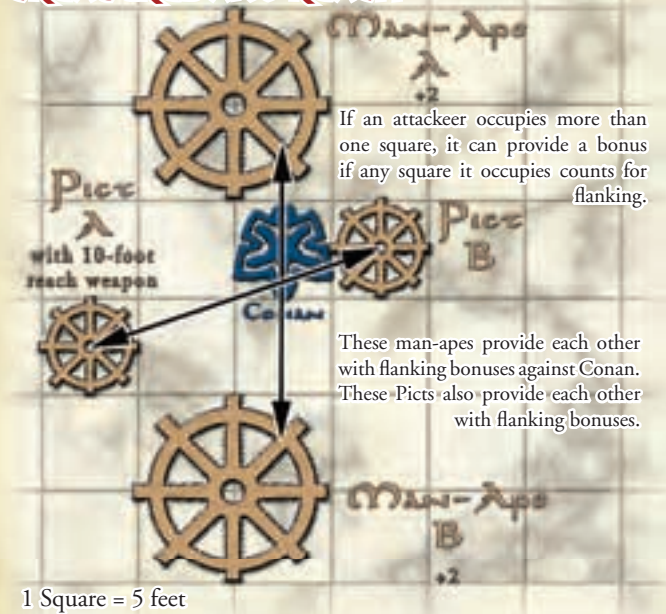 Man-Ape
A
+2
If an attackeer occupies more than
one square, it can provide a bonus
if any square it occupies counts for
flanking.
Pict
A
with 10-foot
reach weapon
Pict
B
Conan
These man-apes provide each other
with flanking bonuses against Conan.
These Picts also provide each other
with flanking bonuses.
Man-Ape
B
+2
1 Square = 5 feet